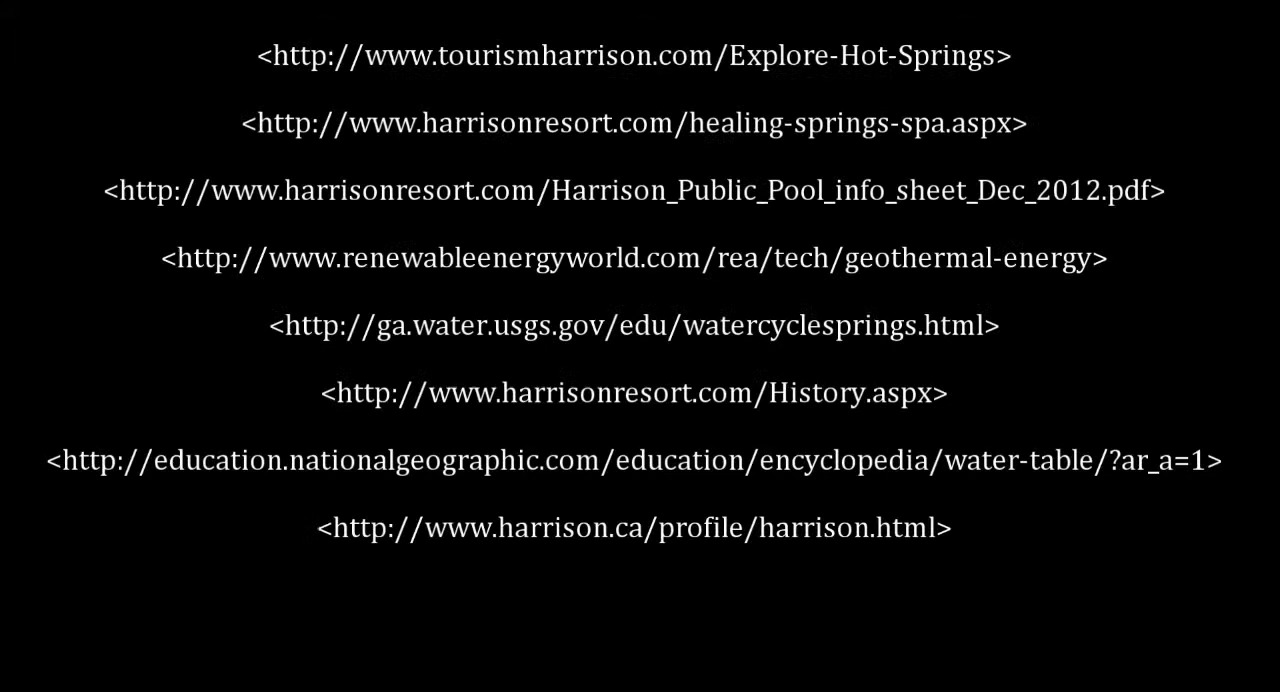 <http://www.tourismharrison.com/Explore-Hot-Springs>
<http://www.harrisonresort.com/healing-springs-spa.aspx>
<http://www.harrisonresort.com/Harrison_Public_Pool_info_sheet_Dec_2012.pdf>
<http://www.renewableenergyworld.com/rea/tech/geothermal-energy>
<http://ga.water.usgs.gov/edu/watercyclesprings.html>
<http://www.harrisonresort.com/History.aspx>
<http://education.nationalgeographic.com/education/encyclopedia/water-table/?ar_a=1>
<http://www.harrison.ca/profile/harrison.html>